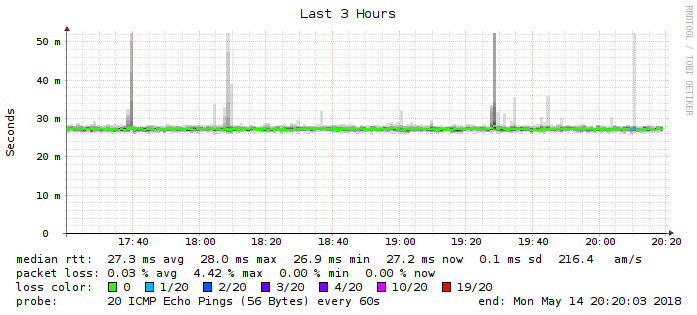 Last 3 Hours
RRDTOOL / TOBI OETIKER
Seconds
50 m
40 m
30 m
20 m
10 m
0
17:40 18:00 18:20 18:40 19:00 19:20 19:40 20:00 20:20
median rtt: 27.3 ms avg 28.0 ms max 26.9 ms min 27.2 ms now 0.1 ms sd 216.4 am/s
packet loss: 0.03 % avg 4.42 % max 0.00 % min 0.00 % now
loss color: 0 1/20 2/20 3/20 4/20 10/20 19/20
probe: 20 ICMP Echo Pings (56 Bytes) every 60s end: Mon May 14 20:20:03 2018